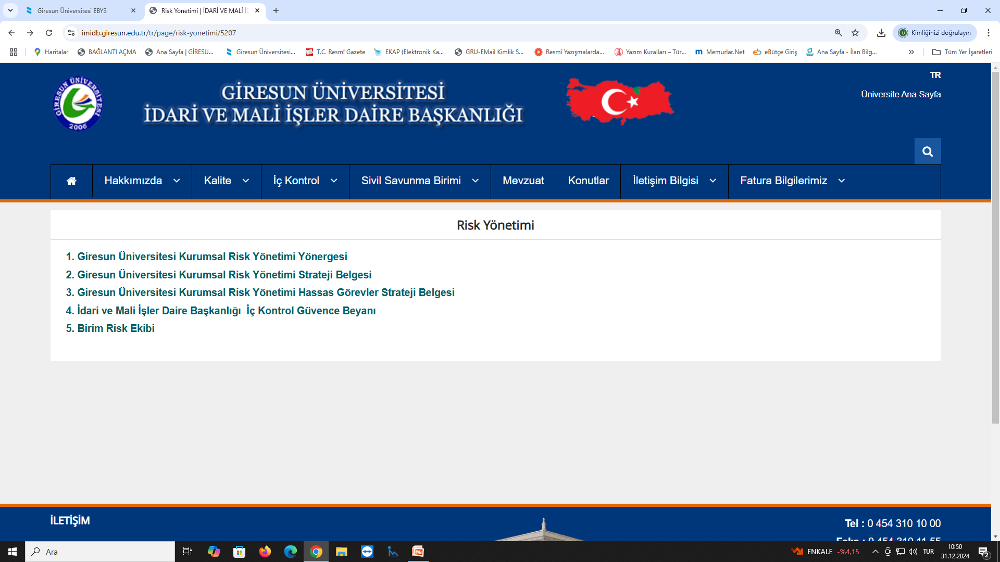 Giresun Üniversitesi EBYS
Risk Yönetimi | İDARİ VE MALİ İŞ
imidb.giresun.edu.tr/tr/page/risk-yonetimi/5207
Kimliğinizi doğrulayın
Haritalar
BAĞLANTI AÇMA
Ana Sayfa | GİRESU...
Giresun Üniversitesi...
T.C. Resmî Gazete
EKAP (Elektronik Ka...
GRU-EMail Kimlik S...
Resmî Yazışmalarda...
Yazım Kuralları – Tür...
Memurlar.Net
eBütçe Giriş
Ana Sayfa - İlan Bilg...
Tüm Yer İşaretleri
TR
Üniversite Ana Sayfa
GİRESUN ÜNİVERSİTESİ
2006
GİRESUN ÜNİVERSİTESİ
İDARİ VE MALİ İŞLER DAİRE BAŞKANLIĞI
Hakkımızda
Kalite
İç Kontrol
Sivil Savunma Birimi
Mevzuat
Konutlar
İletişim Bilgisi
Fatura Bilgilerimiz
Risk Yönetimi
1. Giresun Üniversitesi Kurumsal Risk Yönetimi Yönergesi
2. Giresun Üniversitesi Kurumsal Risk Yönetimi Strateji Belgesi
3. Giresun Üniversitesi Kurumsal Risk Yönetimi Hassas Görevler Strateji Belgesi
4. İdari ve Mali İşler Daire Başkanlığı  İç Kontrol Güvence Beyanı
5. Birim Risk Ekibi
İLETİŞİM
Tel : 0 454 310 10 00
Faks : 0 454 310 11 55
Ara
ENKAI.E -%4,15
TUR
10:50
31.12.2024
2